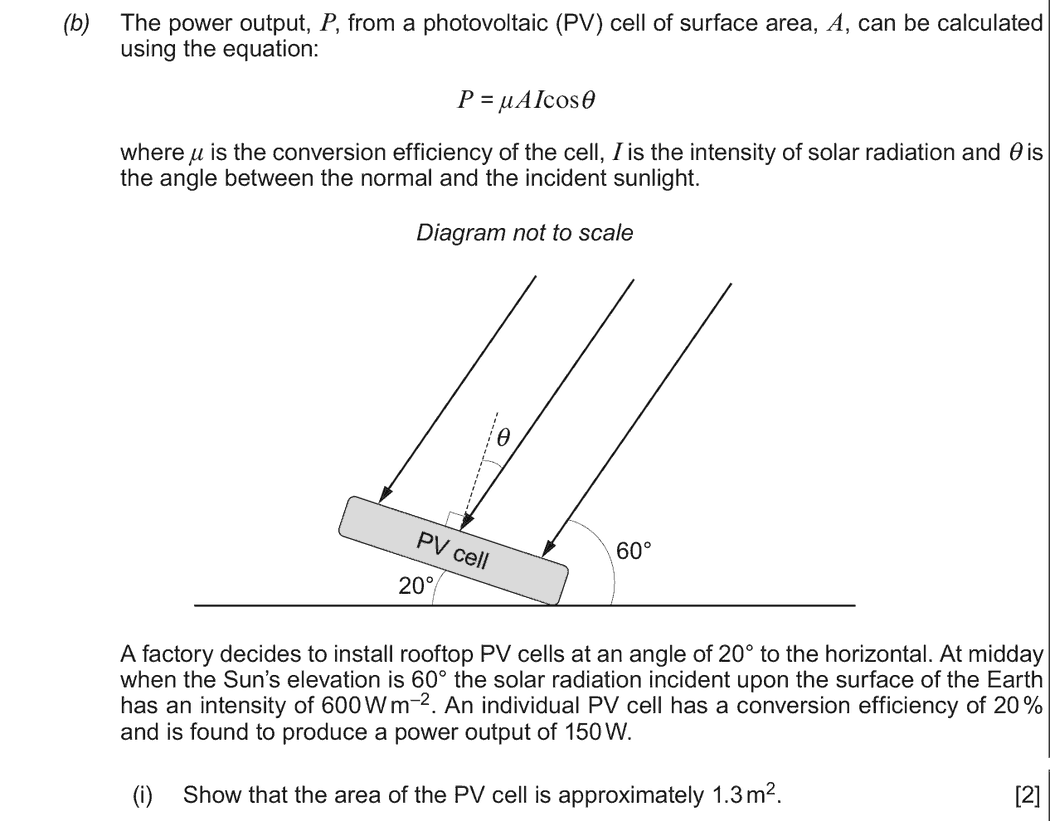 (b) The power output, P, from a photovoltaic (PV) cell of surface area, A, can be calculated
using the equation:
P = μAIcosθ
where μ is the conversion efficiency of the cell, I is the intensity of solar radiation and θ is
the angle between the normal and the incident sunlight.
Diagram not to scale
θ
PV cell
60°
20°
A factory decides to install rooftop PV cells at an angle of 20° to the horizontal. At midday
when the Sun's elevation is 60° the solar radiation incident upon the surface of the Earth
has an intensity of 600 W m⁻². An individual PV cell has a conversion efficiency of 20 %
and is found to produce a power output of 150 W.
(i) Show that the area of the PV cell is approximately 1.3 m². [2]